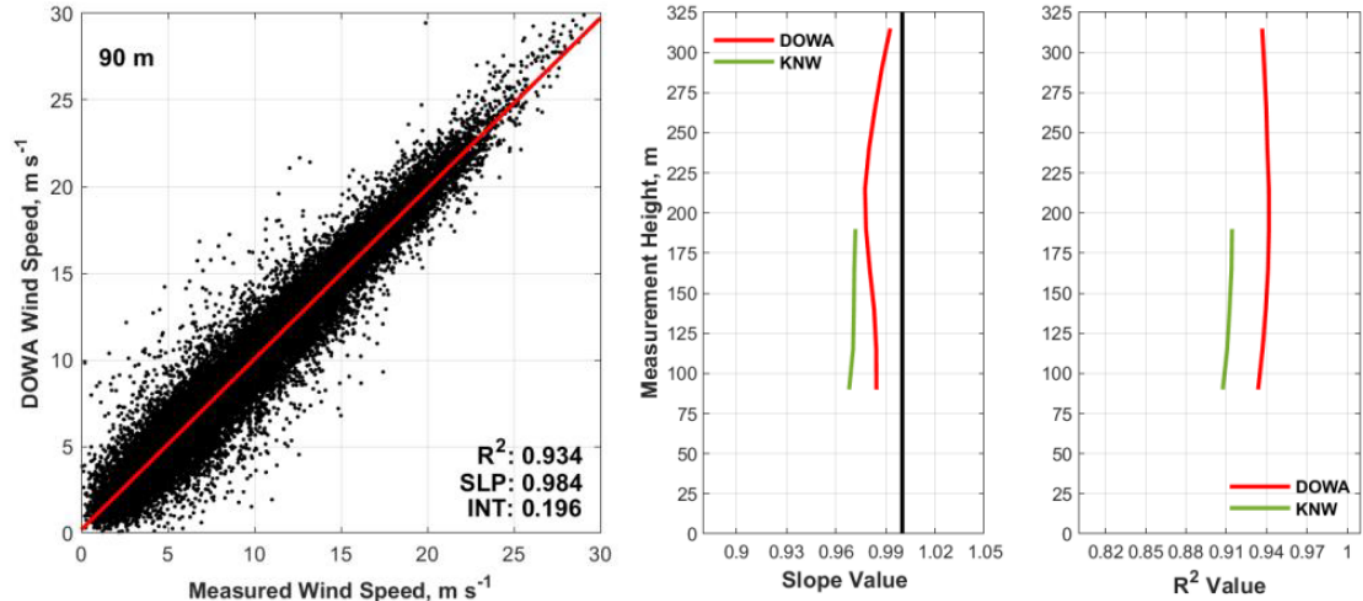 90 m
R²: 0.934
SLP: 0.984
INT: 0.196
DOWA Wind Speed, m s⁻¹
30
25
20
15
10
5
0
0 5 10 15 20 25 30
Measured Wind Speed, m s⁻¹
DOWA
KNW
Measurement Height, m
325
300
275
250
225
200
175
150
125
100
75
50
25
0
0.9 0.93 0.96 0.99 1.02 1.05
Slope Value
325
300
275
250
225
200
175
150
125
100
75
50
25
0
DOWA
KNW
0.82 0.85 0.88 0.91 0.94 0.97 1
R² Value